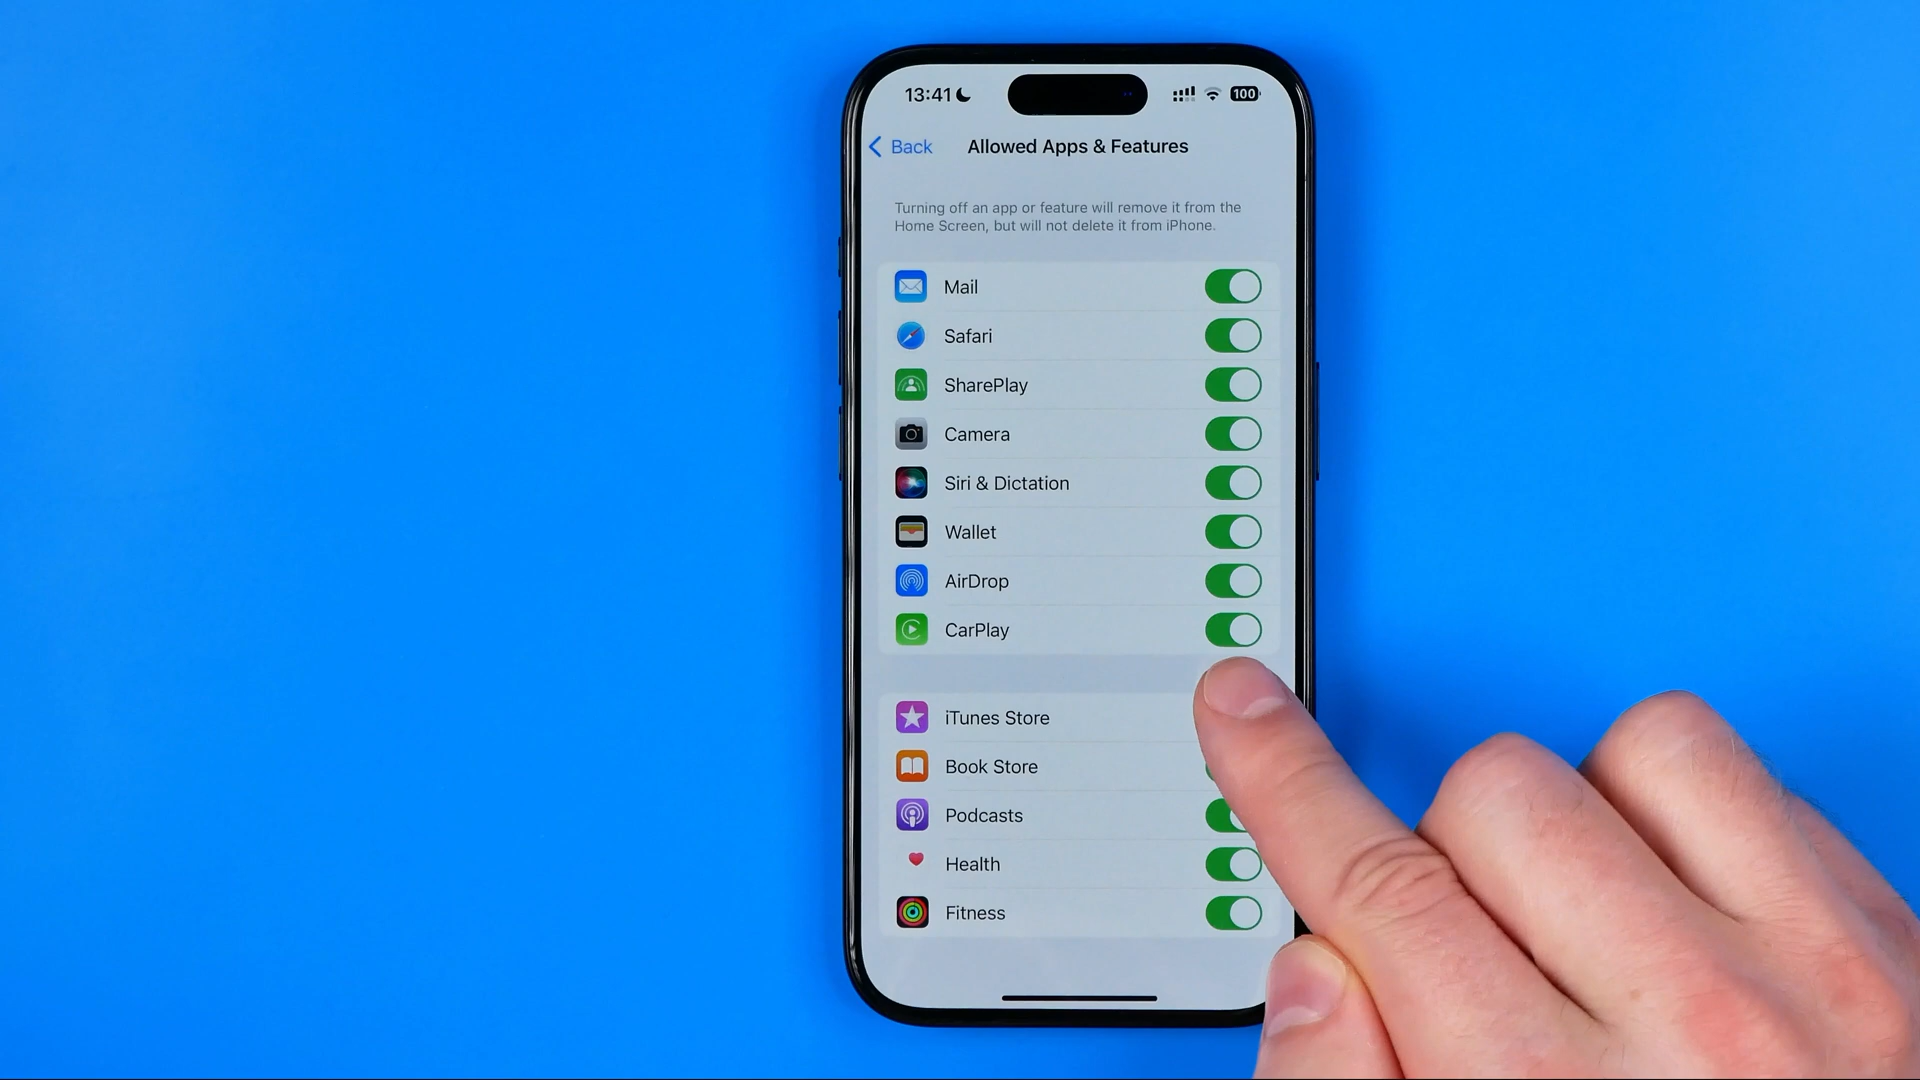 13:41
100
Back
Allowed Apps & Features
Turning off an app or feature will remove it from the
Home Screen, but will not delete it from iPhone.
Mail
Safari
SharePlay
Camera
Siri & Dictation
Wallet
AirDrop
CarPlay
iTunes Store
Book Store
Podcasts
Health
Fitness